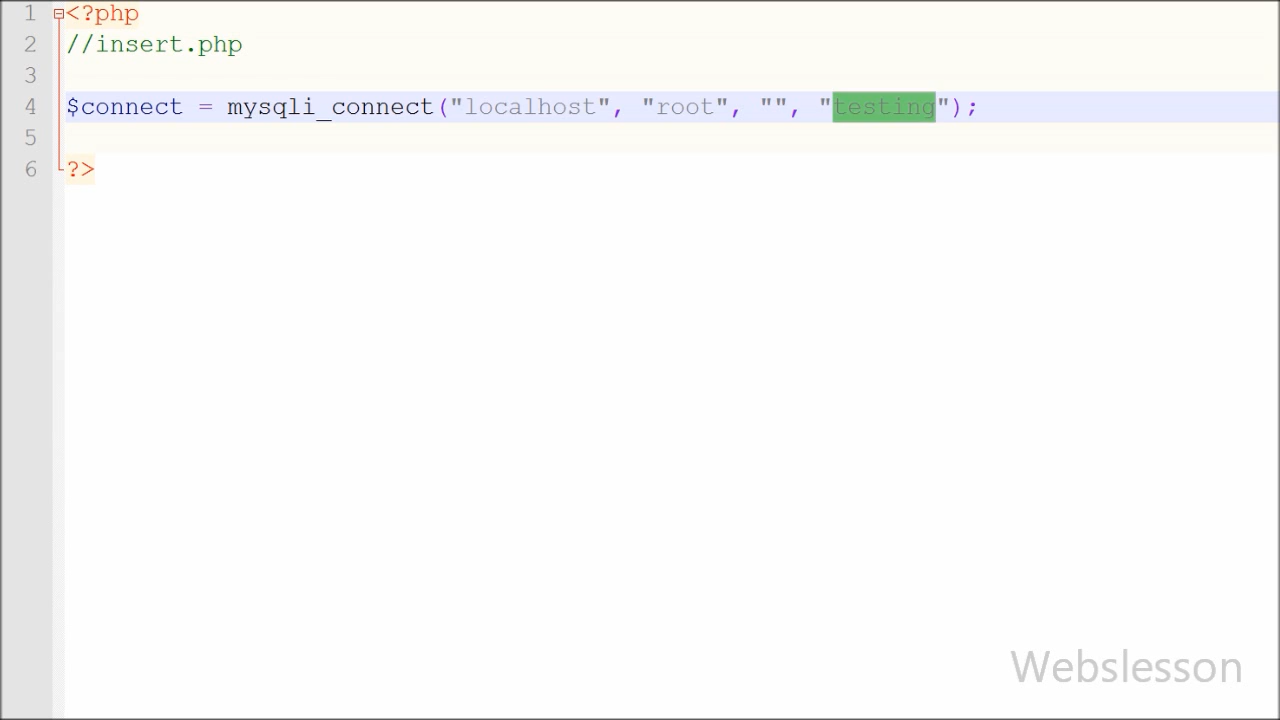 1 <?php
2 //insert.php
3
4 $connect = mysqli_connect("localhost", "root", "", "testing");
5
6 ?>
Webslesson